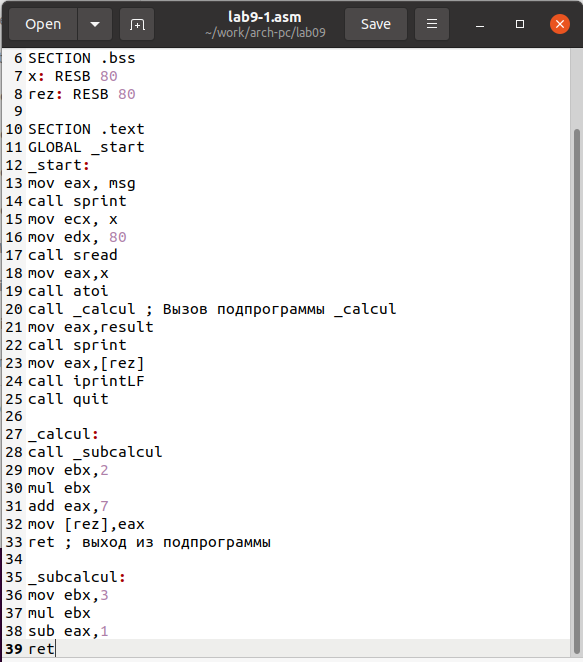 Open
lab9-1.asm
~/work/arch-pc/lab09
Save
6 SECTION .bss
7 x: RESB 80
8 rez: RESB 80
9
10 SECTION .text
11 GLOBAL _start
12 _start:
13 mov eax, msg
14 call sprint
15 mov ecx, x
16 mov edx, 80
17 call sread
18 mov eax,x
19 call atoi
20 call _calcul ; Вызов подпрограммы _calcul
21 mov eax,result
22 call sprint
23 mov eax,[rez]
24 call iprintLF
25 call quit
26
27 _calcul:
28 call _subcalcul
29 mov ebx,2
30 mul ebx
31 add eax,7
32 mov [rez],eax
33 ret ; выход из подпрограммы
34
35 _subcalcul:
36 mov ebx,3
37 mul ebx
38 sub eax,1
39 ret